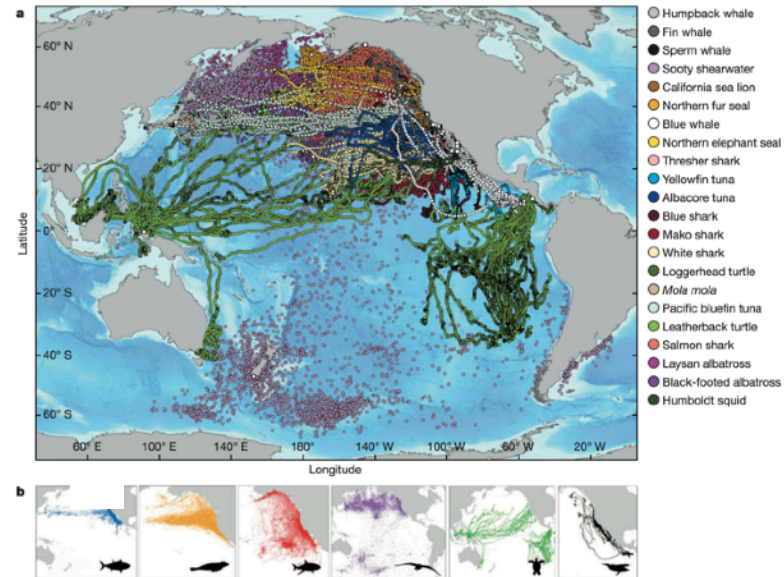 a
60° N
40° N
20° N
0°
20° S
40° S
60° S
Latitude
60° E
100° E
140° E
180°
140° W
100° W
60° W
20° W
Longitude
Humpback whale
Fin whale
Sperm whale
Sooty shearwater
California sea lion
Northern fur seal
Blue whale
Northern elephant seal
Thresher shark
Yellowfin tuna
Albacore tuna
Blue shark
Mako shark
White shark
Loggerhead turtle
Mola mola
Pacific bluefin tuna
Leatherback turtle
Salmon shark
Laysan albatross
Black-footed albatross
Humboldt squid
b